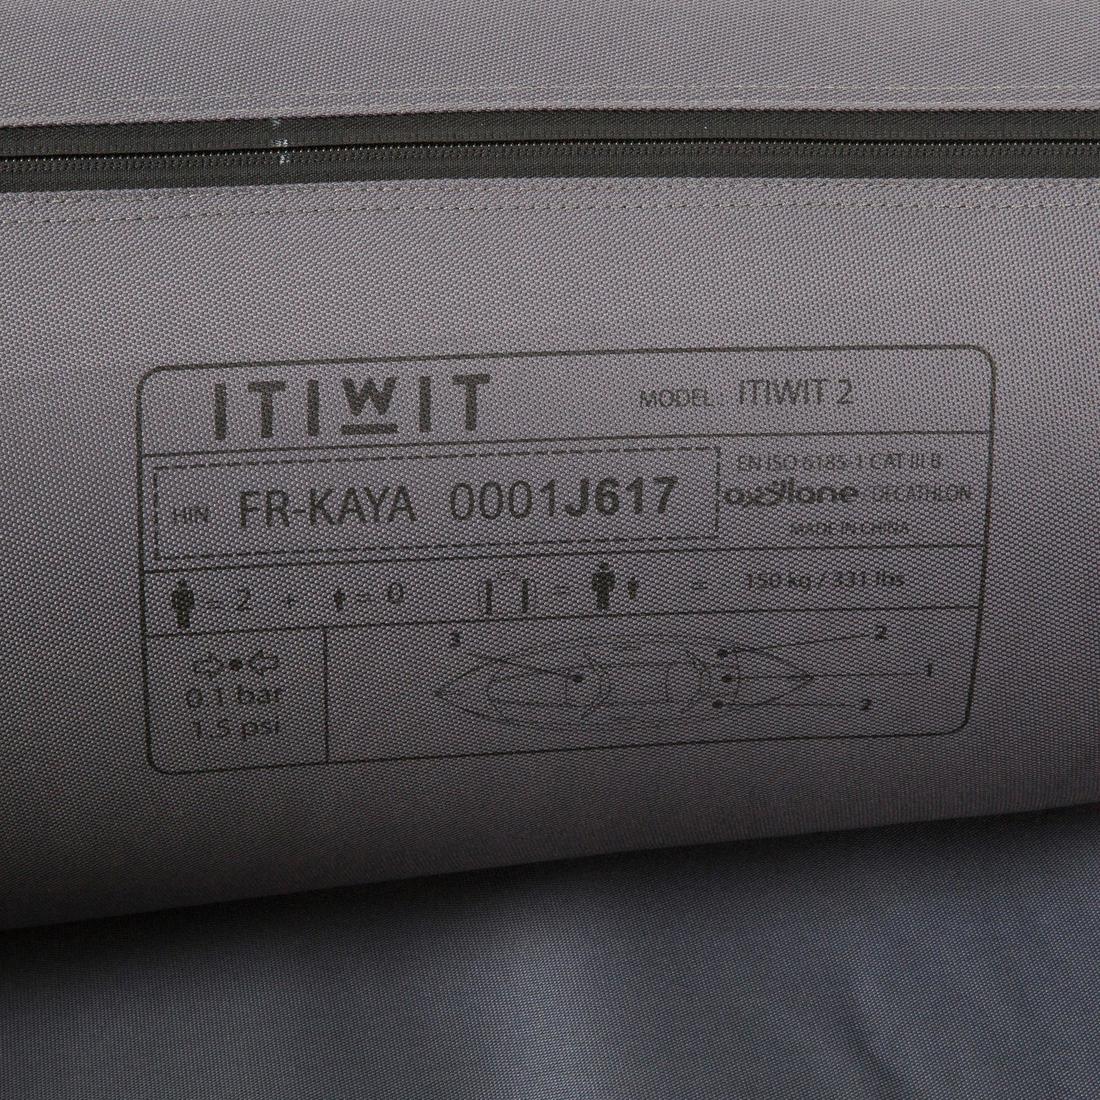 ITIWIT MODEL ITIWIT 2
HIN FR-KAYA 0001J617
EN ISO 6185-1 CAT III B
oxylane DECATHLON
MADE IN CHINA
= 2 + = 0 = = 150 kg / 331 lbs
0.1 bar
1.5 psi
3
2
1
2